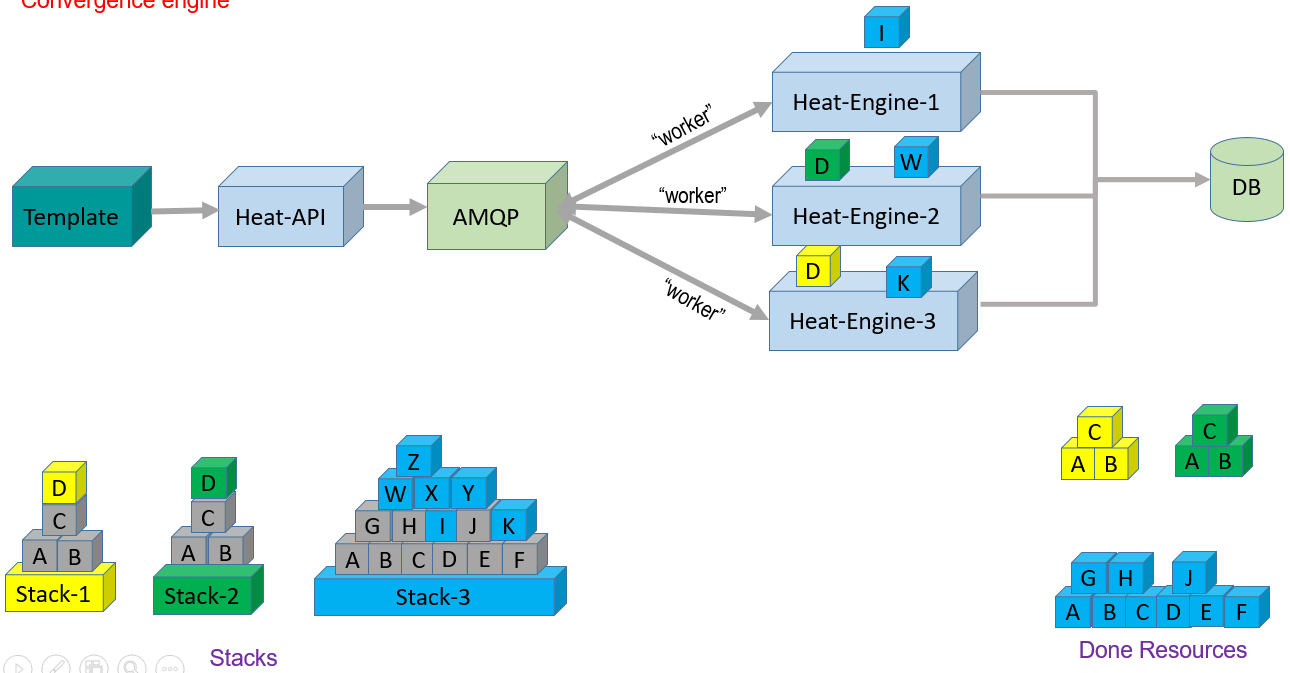 Convergence engine
I
Heat-Engine-1
“worker”
D
W
Template
Heat-API
AMQP
“worker”
Heat-Engine-2
DB
D
K
“worker”
Heat-Engine-3
C
A B
C
A B
Z
D
D
W X Y
C
C
G H I J K
A B
A B
A B C D E F
Stack-1
Stack-2
Stack-3
G H J
A B C D E F
Stacks
Done Resources